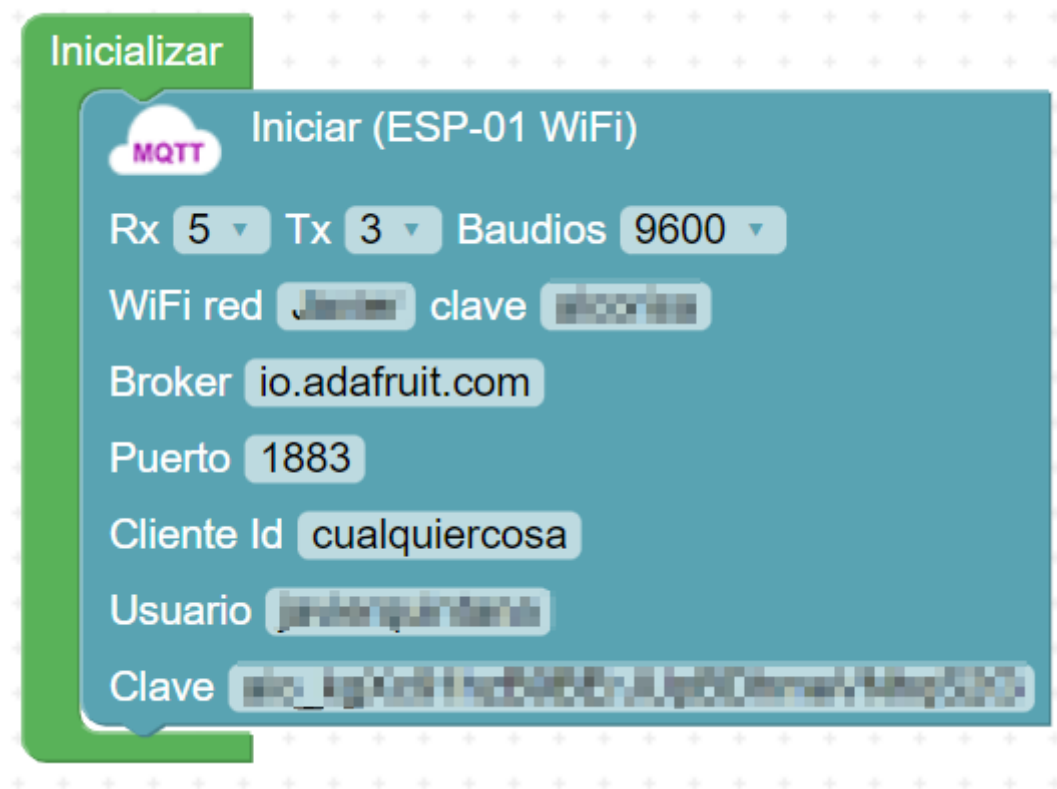 Inicializar
MQTT Iniciar (ESP-01 WiFi)
Rx 5 Tx 3 Baudios 9600
WiFi red clave
Broker io.adafruit.com
Puerto 1883
Cliente Id cualquiercosa
Usuario
Clave